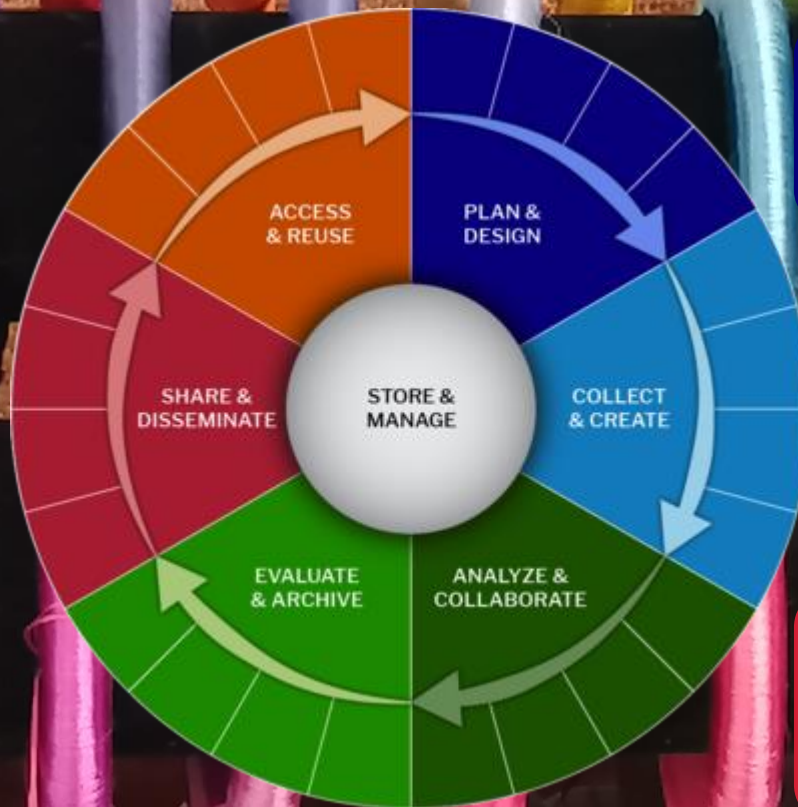 ACCESS
& REUSE
PLAN &
DESIGN
SHARE &
DISSEMINATE
STORE &
MANAGE
COLLECT
& CREATE
EVALUATE
& ARCHIVE
ANALYZE &
COLLABORATE